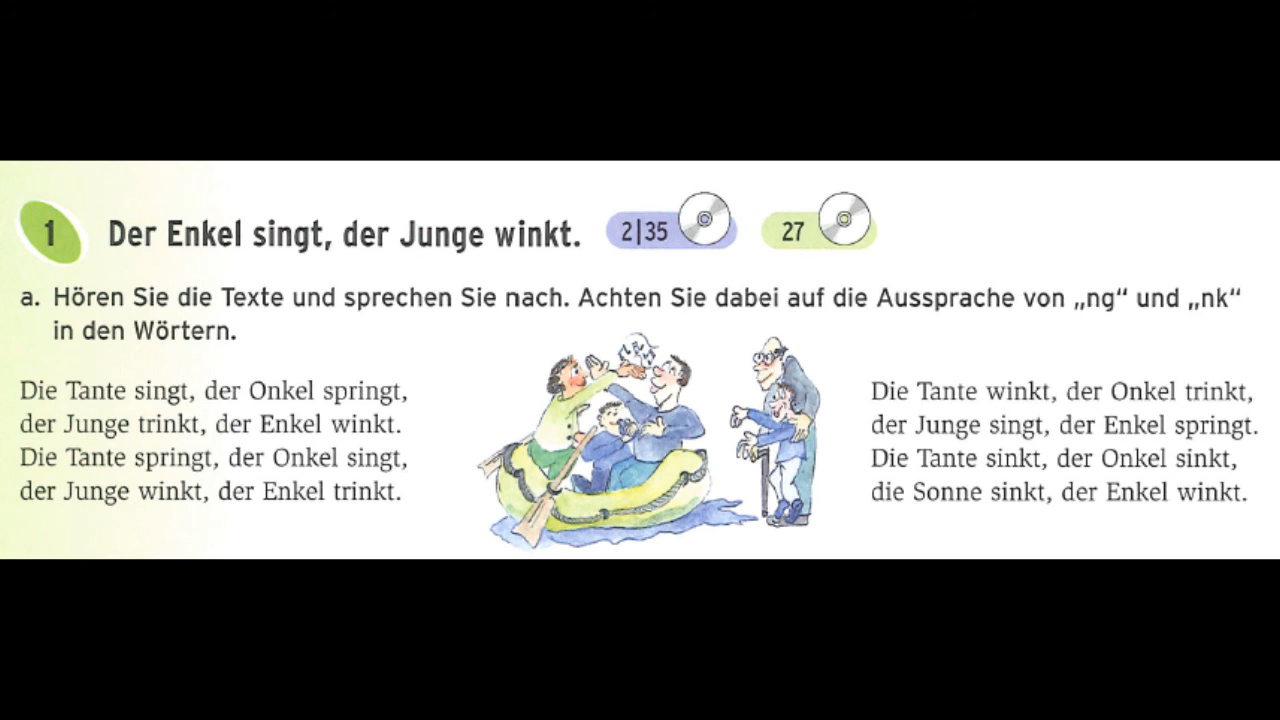 1 Der Enkel singt, der Junge winkt. 2|35 27
a. Hören Sie die Texte und sprechen Sie nach. Achten Sie dabei auf die Aussprache von „ng“ und „nk“
in den Wörtern.
Die Tante singt, der Onkel springt,
der Junge trinkt, der Enkel winkt.
Die Tante springt, der Onkel singt,
der Junge winkt, der Enkel trinkt.
Die Tante winkt, der Onkel trinkt,
der Junge singt, der Enkel springt.
Die Tante sinkt, der Onkel sinkt,
die Sonne sinkt, der Enkel winkt.